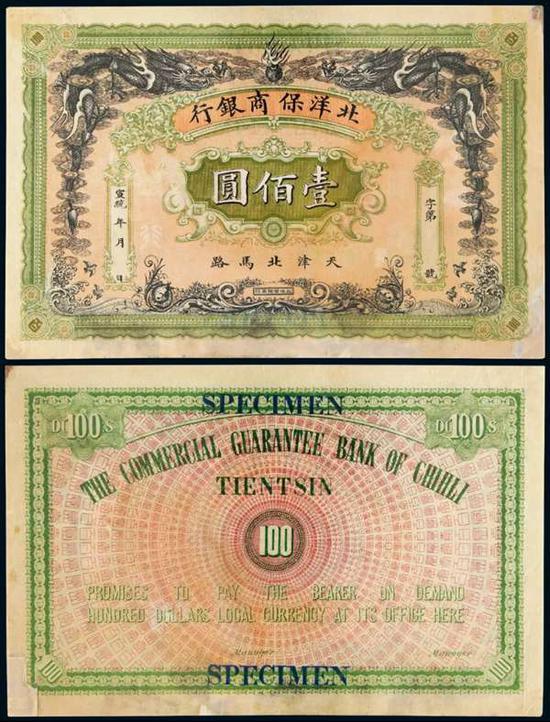 北洋保商銀行
壹佰圓
字第 號
宣統 年 月 日
天津北馬路
SPECIMEN
100
100
THE COMMERCIAL GUARANTEE BANK OF CHIHLI
TIENTSIN
100
PROMISES TO PAY THE BEARER ON DEMAND
HUNDRED DOLLARS LOCAL CURRENCY AT ITS OFFICE HERE
Manager
Manager
100
SPECIMEN
100